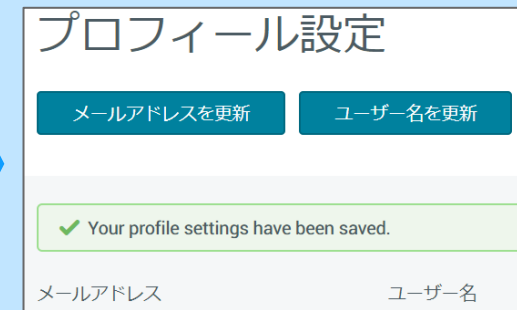 プロフィール設定
メールアドレスを更新 ユーザー名を更新
Your profile settings have been saved.
メールアドレス ユーザー名